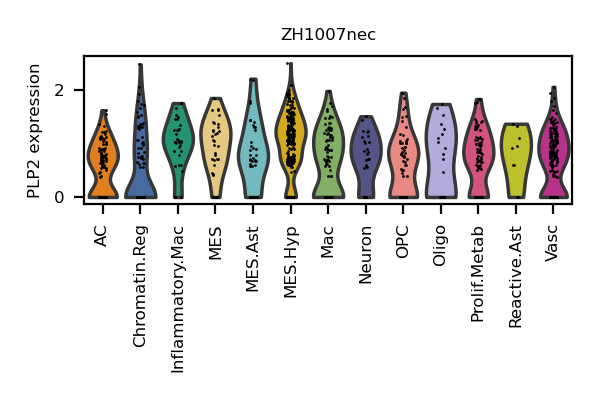 ZH1007nec
PLP2 expression
2
0
AC
Chromatin.Reg
Inflammatory.Mac
MES
MES.Ast
MES.Hyp
Mac
Neuron
OPC
Oligo
Prolif.Metab
Reactive.Ast
Vasc